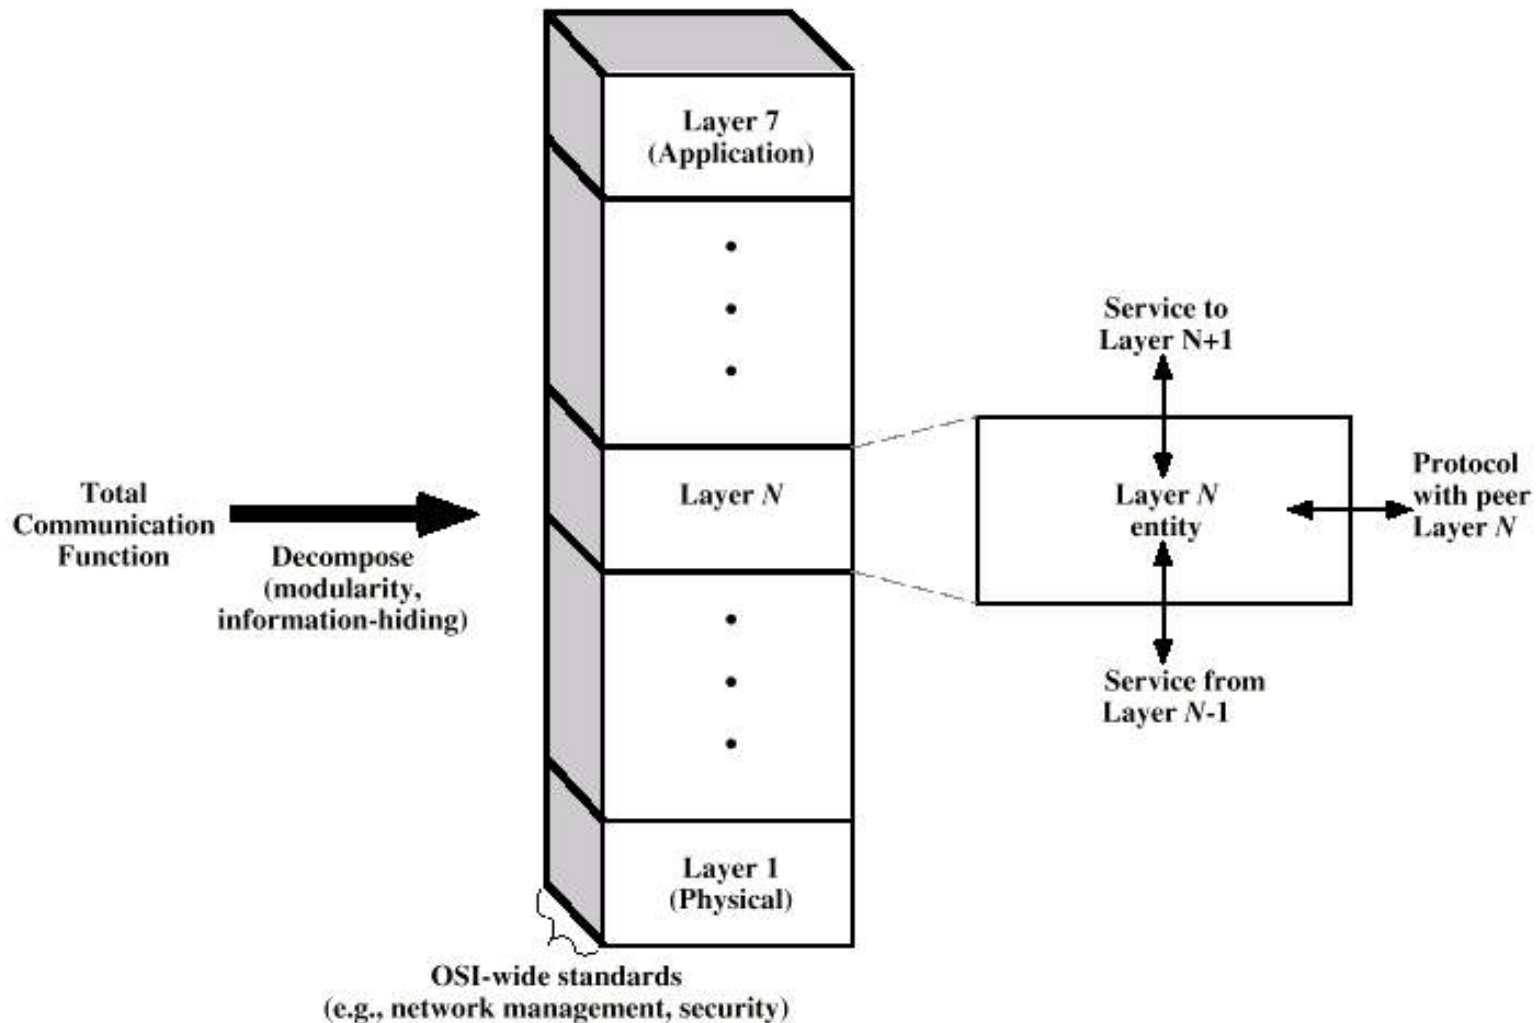 Layer 7
(Application)
Service to
Layer N+1
Total
Communication
Function
Decompose
(modularity,
information-hiding)
Layer N
Layer N
entity
Protocol
with peer
Layer N
Service from
Layer N-1
Layer 1
(Physical)
OSI-wide standards
(e.g., network management, security)